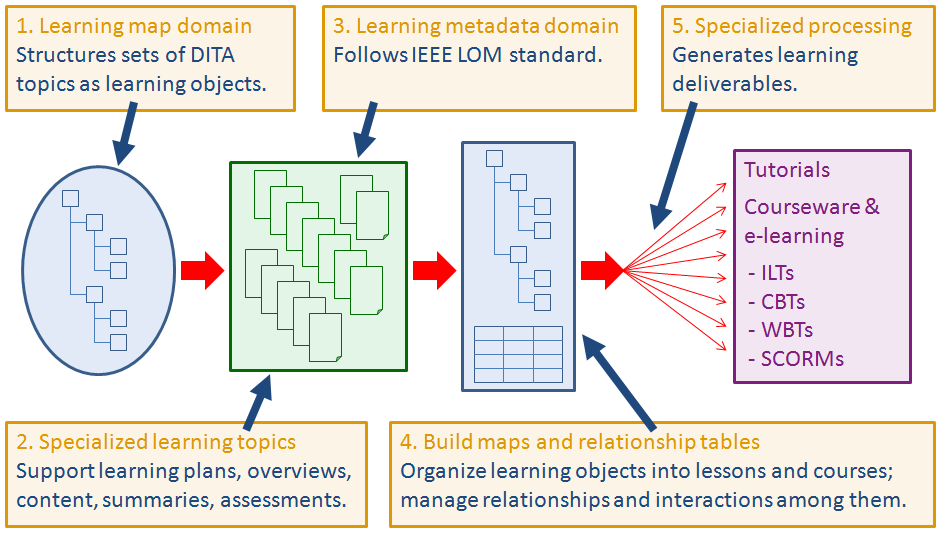 1. Learning map domain
Structures sets of DITA
topics as learning objects.
3. Learning metadata domain
Follows IEEE LOM standard.
5. Specialized processing
Generates learning
deliverables.
Tutorials
Courseware &
e-learning
- ILTs
- CBTs
- WBTs
- SCORMs
2. Specialized learning topics
Support learning plans, overviews,
content, summaries, assessments.
4. Build maps and relationship tables
Organize learning objects into lessons and courses;
manage relationships and interactions among them.